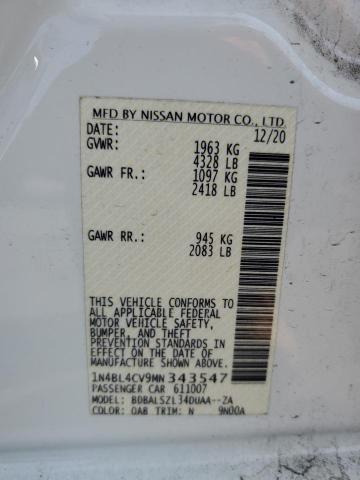 MFD BY NISSAN MOTOR CO., LTD.
DATE: 12/20
GVWR: 1963 KG
4328 LB
GAWR FR.: 1097 KG
2418 LB
GAWR RR.: 945 KG
2083 LB
THIS VEHICLE CONFORMS TO
ALL APPLICABLE FEDERAL
MOTOR VEHICLE SAFETY,
BUMPER, AND THEFT
PREVENTION STANDARDS
IN EFFECT ON THE DATE OF
MANUFACTURE SHOWN ABOVE
1N4BL4CV9MN343547
PASSENGER CAR 611007
MODEL: BDBALSZL34DUAA--ZA
COLOR: QAB TRIM: N 9N00A